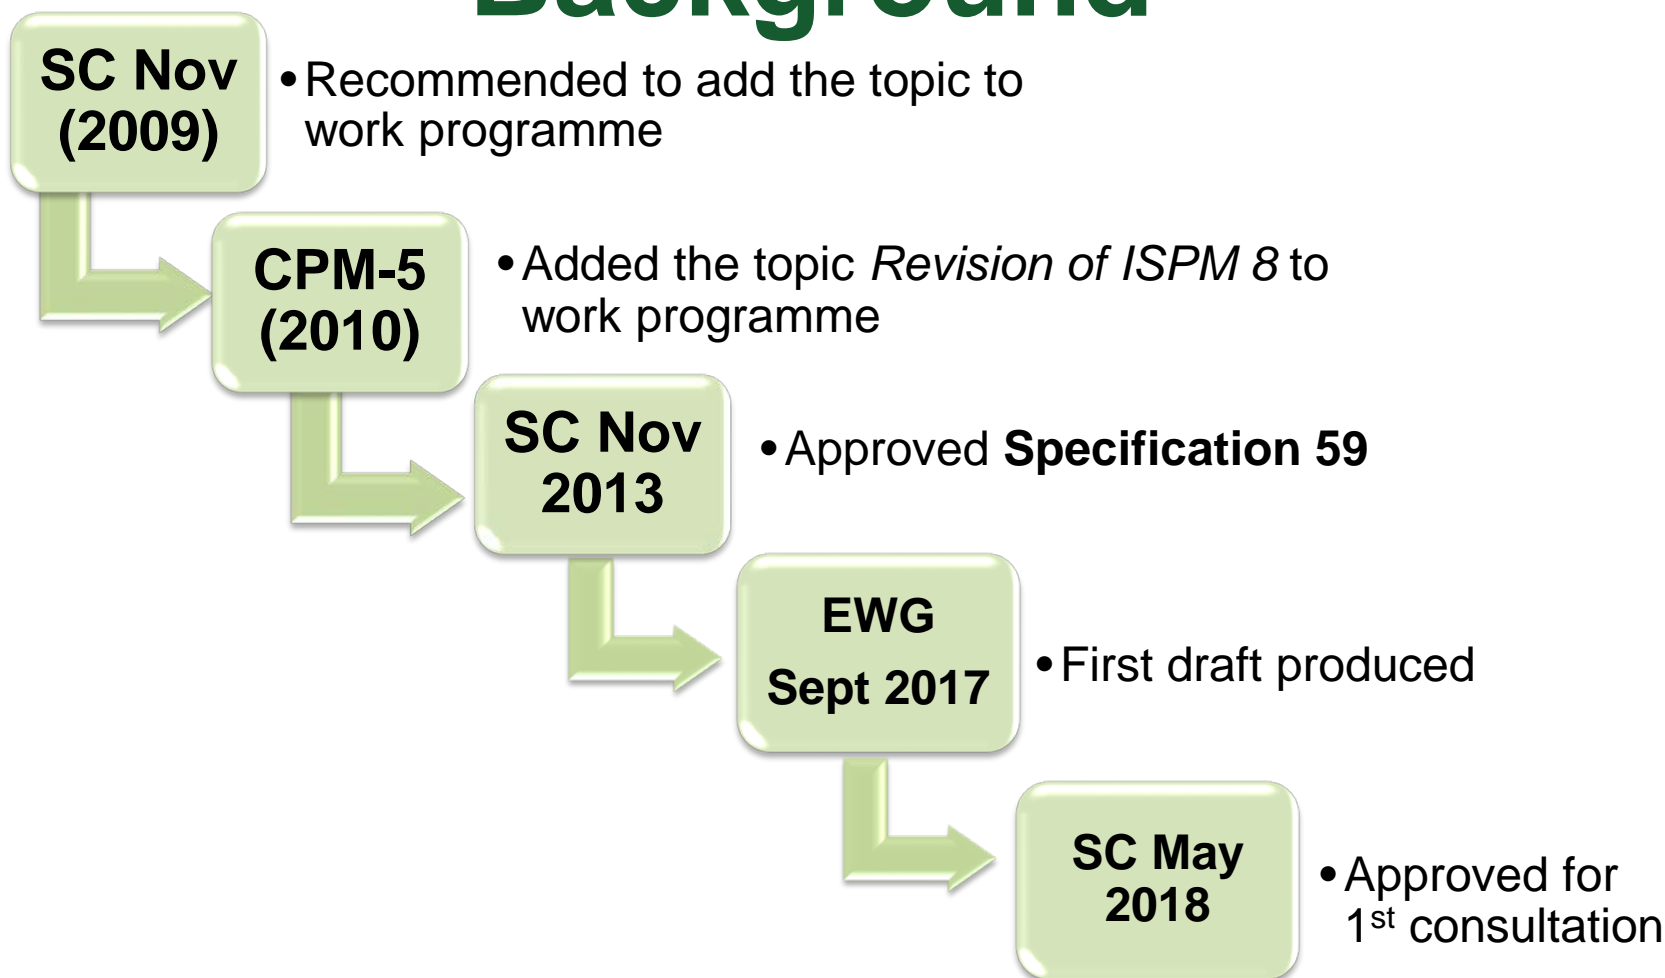 Background
SC Nov
(2009)
•Recommended to add the topic to
work programme
CPM-5
(2010)
•Added the topic Revision of ISPM 8 to
work programme
SC Nov
2013
•Approved Specification 59
EWG
Sept 2017
•First draft produced
SC May
2018
•Approved for
1st consultation